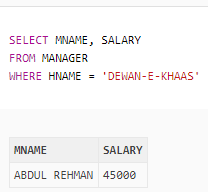 SELECT MNAME, SALARY
FROM MANAGER
WHERE HNAME = 'DEWAN-E-KHAAS'
MNAME SALARY
ABDUL REHMAN 45000